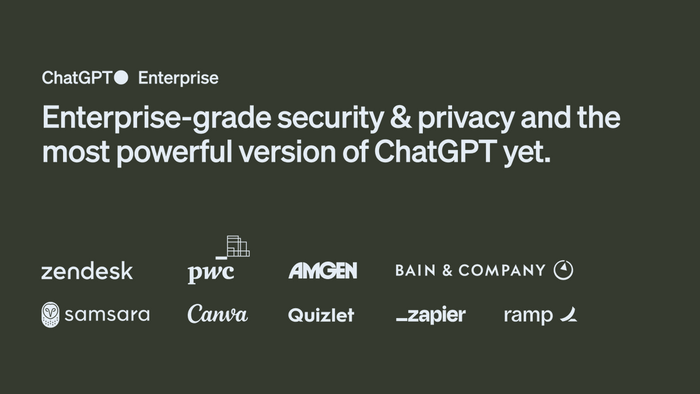 ChatGPT Enterprise
Enterprise-grade security & privacy and the
most powerful version of ChatGPT yet.
zendesk pwc AMGEN BAIN & COMPANY
samsara Canva Quizlet zapier ramp